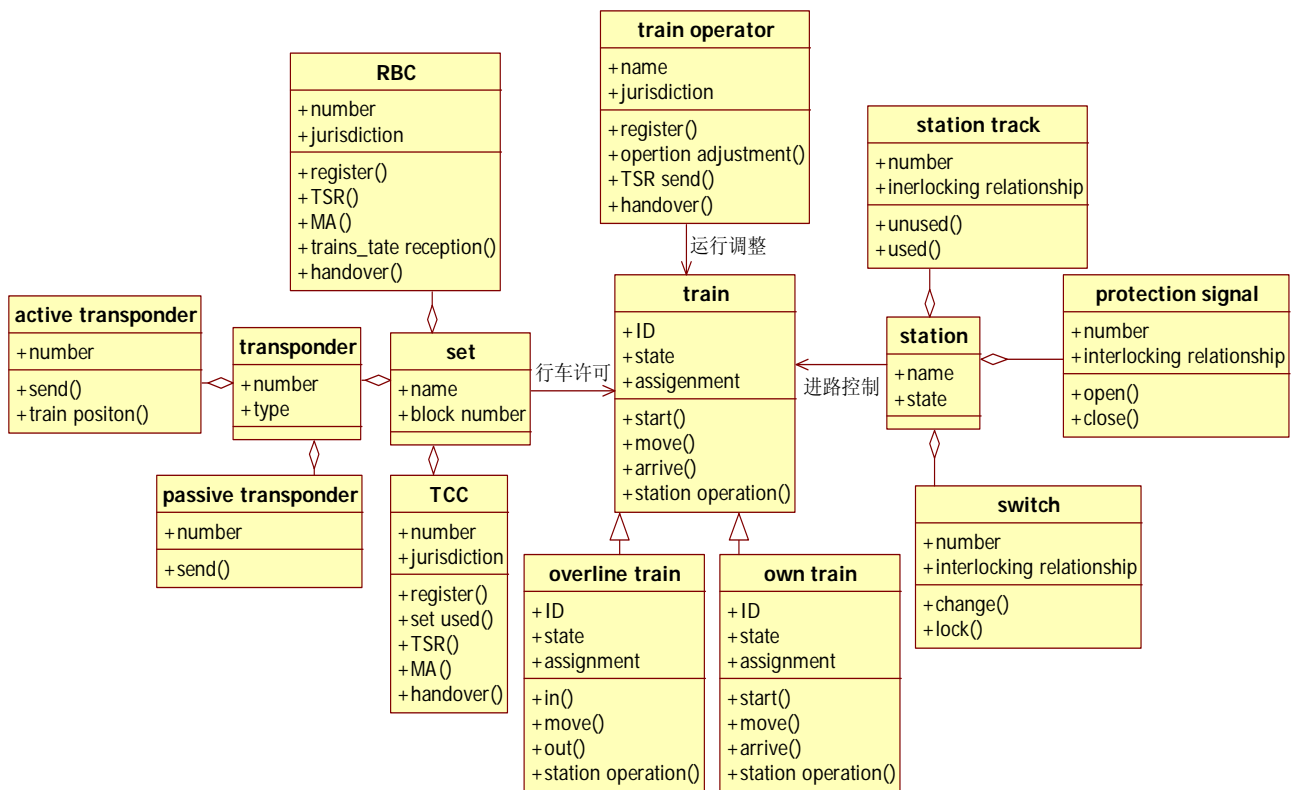 train operator
+name
+jurisdiction
+register()
+opertion adjustment()
+TSR send()
+handover()
RBC
+number
+jurisdiction
+register()
+TSR()
+MA()
+trains_tate reception()
+handover()
station track
+number
+inerlocking relationship
+unused()
+used()
运行调整
active transponder
+number
+send()
+train positon()
transponder
+number
+type
set
+name
+block number
行车许可
train
+ID
+state
+assigenment
+start()
+move()
+arrive()
+station operation()
进路控制
station
+name
+state
protection signal
+number
+interlocking relationship
+open()
+close()
passive transponder
+number
+send()
TCC
+number
+jurisdiction
+register()
+set used()
+TSR()
+MA()
+handover()
overline train
+ID
+state
+assignment
+in()
+move()
+out()
+station operation()
own train
+ID
+state
+assignment
+start()
+move()
+arrive()
+station operation()
switch
+number
+interlocking relationship
+change()
+lock()